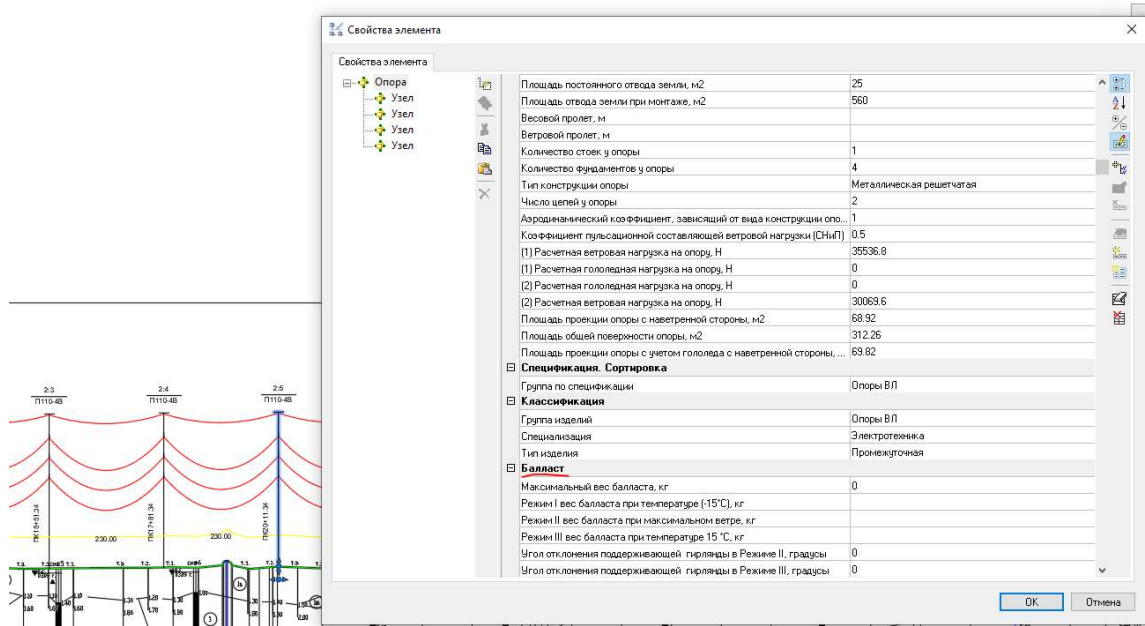 Свойства элемента
Свойства элемента
Опора
Узел
Узел
Узел
Узел
Площадь постоянного отвода земли, м2 25
Площадь отвода земли при монтаже, м2 560
Весовой пролет, м
Ветровой пролет, м
Количество стоек у опоры 1
Количество фундаментов у опоры 4
Тип конструкции опоры Металлическая решетчатая
Число цепей у опоры 2
Аэродинамический коэффициент, зависящий от вида конструкции опо... 1
Коэффициент пульсационной составляющей ветровой нагрузки (СНиП) 0.5
(1) Расчетная ветровая нагрузка на опору, Н 35536.8
(1) Расчетная гололедная нагрузка на опору, Н 0
(2) Расчетная гололедная нагрузка на опору, Н 0
(2) Расчетная ветровая нагрузка на опору, Н 30069.6
Площадь проекции опоры с наветренной стороны, м2 68.92
Площадь общей поверхности опоры, м2 312.26
Площадь проекции опоры с учетом гололеда с наветренной стороны, ... 69.82
Спецификация. Сортировка
Группа по спецификации Опоры ВЛ
Классификация
Группа изделий Опоры ВЛ
Специализация Электротехника
Тип изделия Промежуточная
Балласт
Максимальный вес балласта, кг 0
Режим I вес балласта при температуре (-15°С), кг
Режим II вес балласта при максимальном ветре, кг
Режим III вес балласта при температуре 15 °С, кг
Угол отклонения поддерживающей гирлянды в Режиме II, градусы 0
Угол отклонения поддерживающей гирлянды в Режиме III, градусы 0
OK Отмена
2:3 2:4 2:5
П110-4В П110-4В П110-4В
ПК15+51.34 ПК17+81.34 ПК20+11.34
230.00 230.00